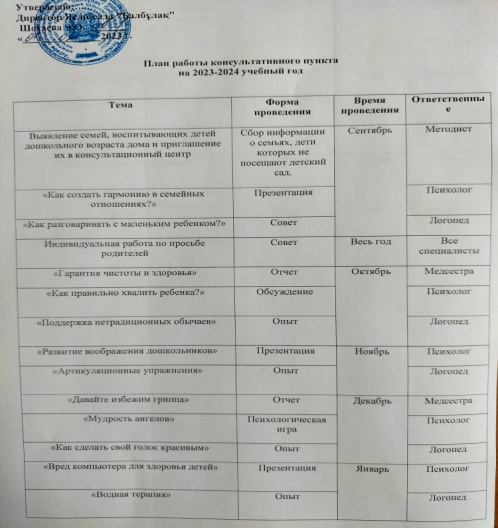 Утверждаю:
Директор "Балбұлақ"
2023 г.
План работы консультативного пункта
на 2023-2024 учебный год
Тема Форма проведения Время проведения Ответственные
Выявление семей, воспитывающих детей дошкольного возраста дома и приглашение их в консультационный центр Сбор информации о семьях, дети которых не посещают детский сад. Сентябрь Методист
«Как создать гармонию в семейных отношениях?» Презентация Психолог
«Как разговаривать с маленьким ребенком?» Совет Логопед
Индивидуальная работа по просьбе родителей Совет Весь год Все специалисты
«Гарантия чистоты и здоровья» Отчет Октябрь Медсестра
«Как правильно хвалить ребенка?» Обсуждение Психолог
«Поддержка нетрадиционных обычаев» Опыт Логопед
«Развитие воображения дошкольников» Презентация Ноябрь Психолог
«Артикуляционные упражнения» Опыт Логопед
«Давайте избежим гриппа» Отчет Декабрь Медсестра
«Мудрость ангелов» Психологическая игра Психолог
«Как сделать свой голос красивым» Опыт Логопед
«Вред компьютера для здоровья детей» Презентация Январь Психолог
«Водная терапия» Опыт Логопед